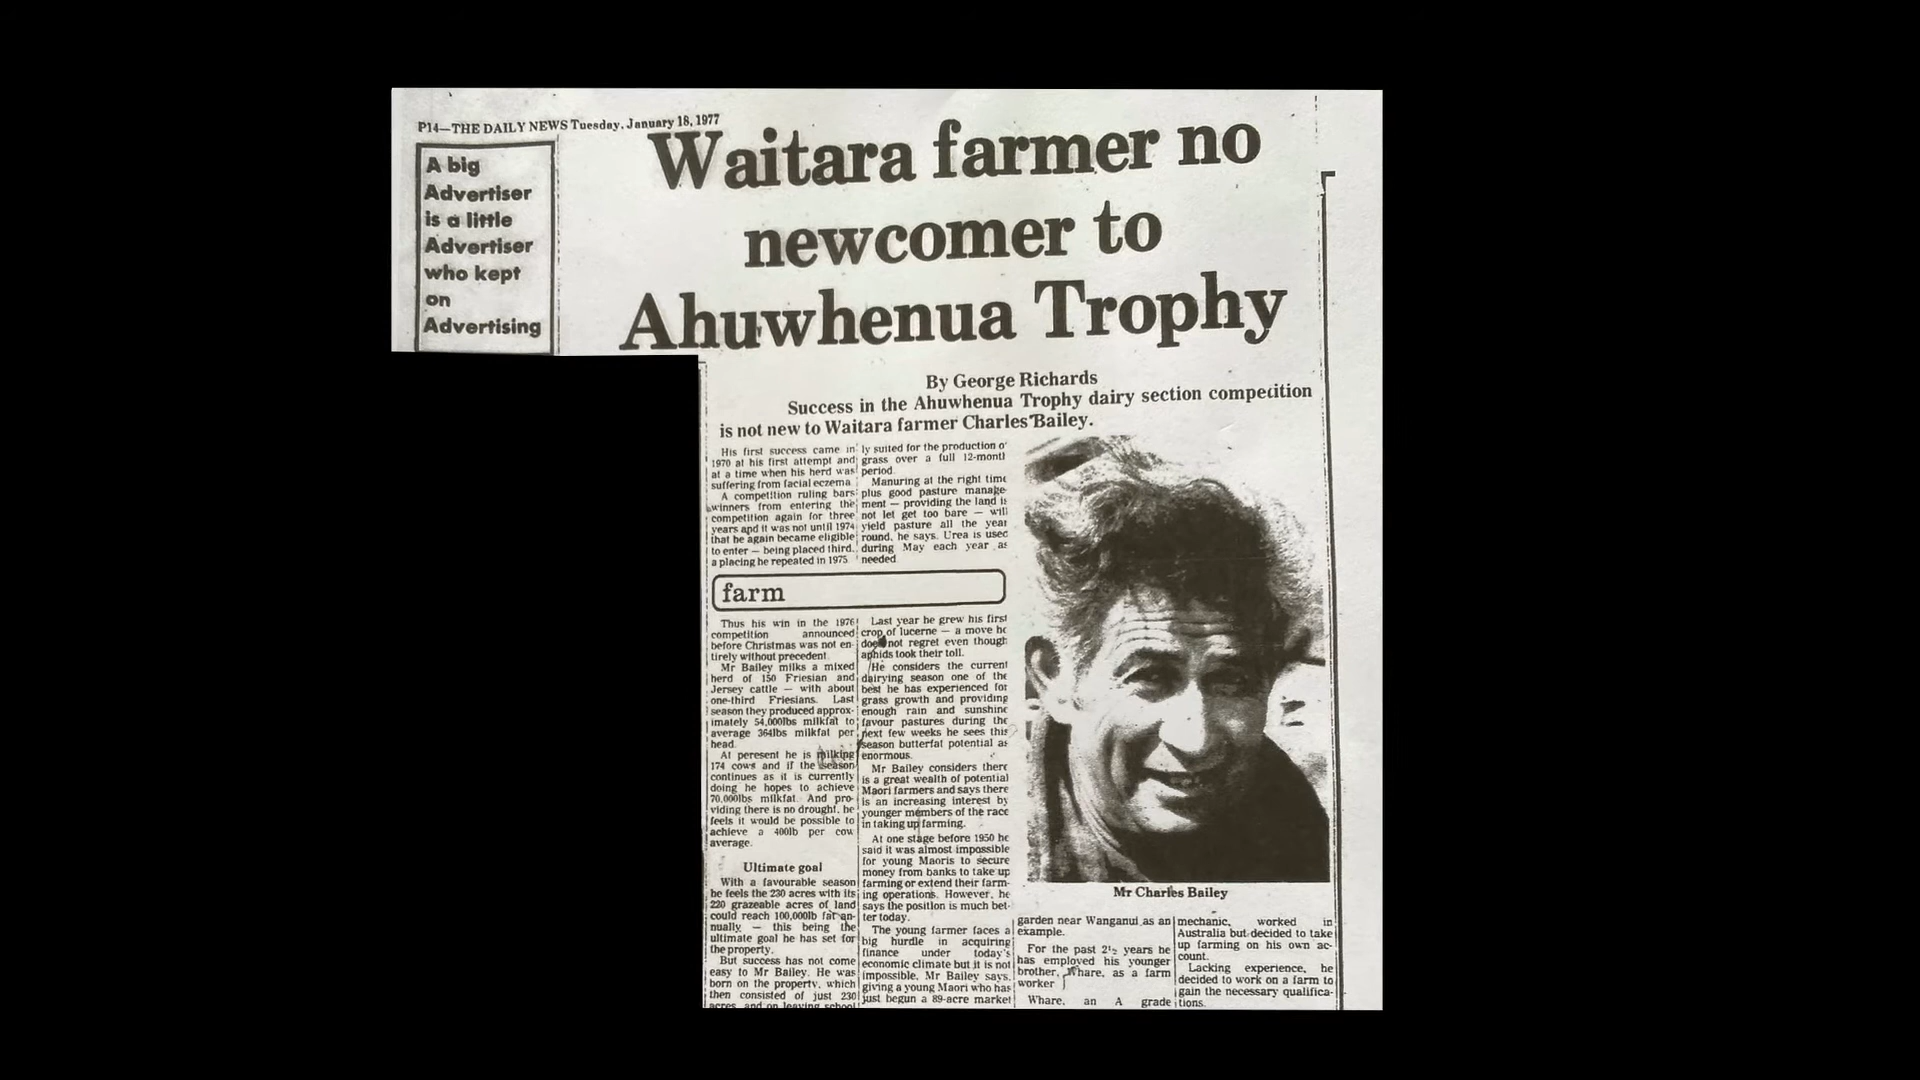 P14—THE DAILY NEWS Tuesday, January 18, 1977
A big
Advertiser
is a little
Advertiser
who kept
on
Advertising
Waitara farmer no
newcomer to
Ahuwhenua Trophy
By George Richards
Success in the Ahuwhenua Trophy dairy section competition
is not new to Waitara farmer Charles Bailey.
His first success came in
1970 at his first attempt and
at a time when his herd was
suffering from facial eczema
A competition ruling bars
winners from entering the
competition again for three
years and it was not until 1974
that he again became eligible
to enter — being placed third,
a placing he repeated in 1975
ly suited for the production o
grass over a full 12-month
period
Manuring at the right time
plus good pasture manage-
ment — providing the land is
not let get too bare — will
yield pasture all the year
round, he says. Urea is used
during May each year as
needed
farm
Thus his win in the 1976
competition announced
before Christmas was not en-
tirely without precedent.
Mr Bailey milks a mixed
herd of 150 Friesian and
Jersey cattle — with about
one-third Friesians. Last
season they produced approx-
imately 54,000lbs milkfat to
average 364lbs milkfat per
head.
At peresent he is milking
174 cows and if the season
continues as it is currently
doing he hopes to achieve
70,000lbs milkfat. And pro-
viding there is no drought, he
feels it would be possible to
achieve a 400lb per cow
average.
Ultimate goal
With a favourable season
he feels the 230 acres with its
220 grazeable acres of land
could reach 100,000lb fat an-
nually — this being the
ultimate goal he has set for
the property.
But success has not come
easy to Mr Bailey. He was
born on the property, which
then consisted of just 230
acres, and on leaving school
Last year he grew his first
crop of lucerne — a move he
does not regret even though
aphids took their toll.
He considers the current
dairying season one of the
best he has experienced for
grass growth and providing
enough rain and sunshine
favour pastures during the
next few weeks he sees this
season butterfat potential as
enormous.
Mr Bailey considers there
is a great wealth of potential
Maori farmers and says there
is an increasing interest by
younger members of the race
in taking up farming.
At one stage before 1950 he
said it was almost impossible
for young Maoris to secure
money from banks to take up
farming or extend their farm-
ing operations. However, he
says the position is much bet-
ter today.
The young farmer faces a
big hurdle in acquiring
finance under today's
economic climate but it is not
impossible, Mr Bailey says,
giving a young Maori who has
just begun a 89-acre market
Mr Charles Bailey
garden near Wanganui as an
example.
For the past 2½ years he
has employed his younger
brother, Whare, as a farm
worker
Whare, an A grade
mechanic, worked in
Australia but decided to take
up farming on his own ac-
count.
Lacking experience, he
decided to work on a farm to
gain the necessary qualifica-
tions.